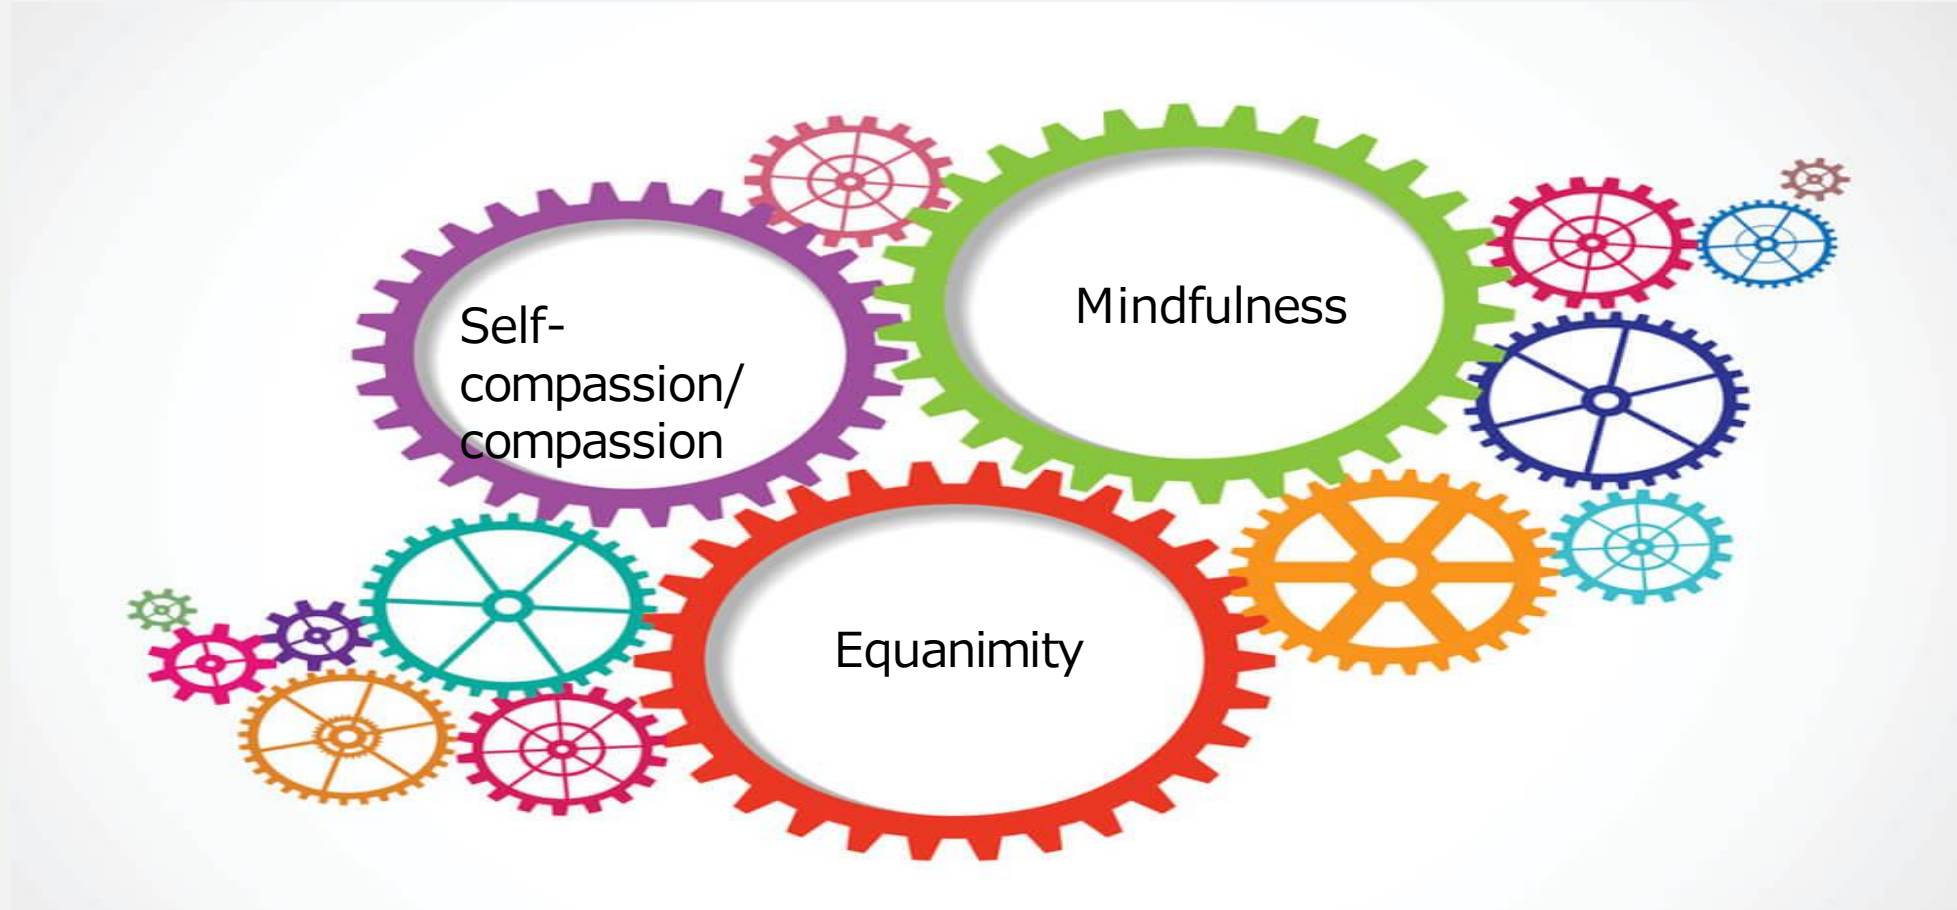 Self-
compassion/
compassion
Mindfulness
Equanimity